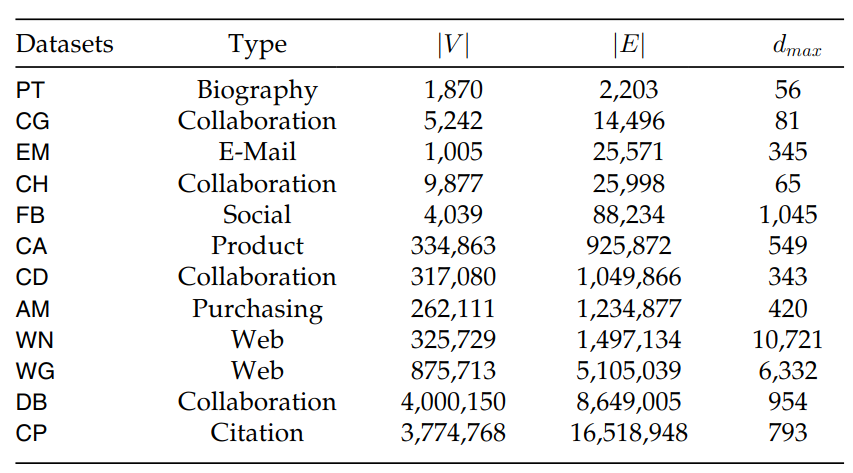 Datasets Type |V| |E| d_max
PT Biography 1,870 2,203 56
CG Collaboration 5,242 14,496 81
EM E-Mail 1,005 25,571 345
CH Collaboration 9,877 25,998 65
FB Social 4,039 88,234 1,045
CA Product 334,863 925,872 549
CD Collaboration 317,080 1,049,866 343
AM Purchasing 262,111 1,234,877 420
WN Web 325,729 1,497,134 10,721
WG Web 875,713 5,105,039 6,332
DB Collaboration 4,000,150 8,649,005 954
CP Citation 3,774,768 16,518,948 793